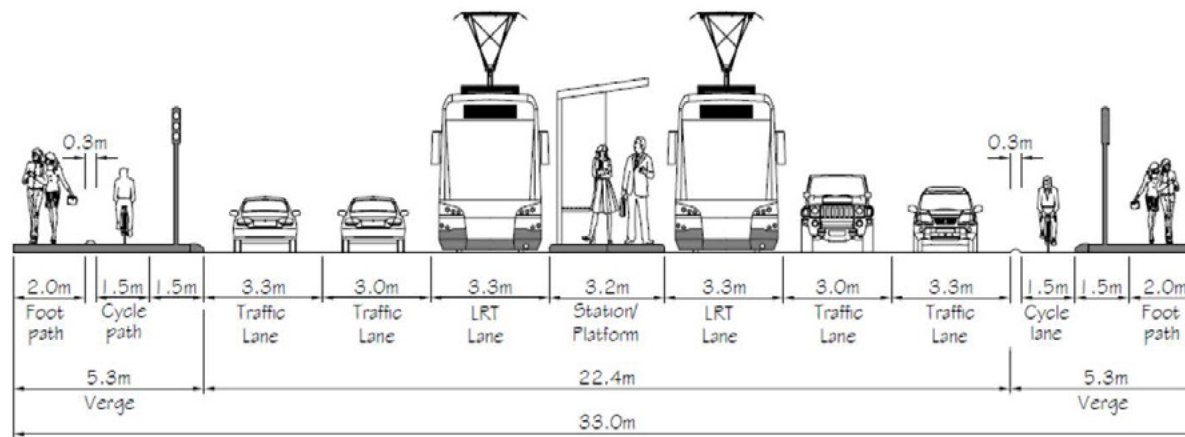 0.3m
0.3m
2.0m 1.5m 1.5m 3.3m 3.0m 3.3m 3.2m 3.3m 3.0m 3.3m 1.5m 1.5m 2.0m
Foot Cycle Traffic Traffic LRT Station/ LRT Traffic Traffic Cycle Foot
path path Lane Lane Lane Platform Lane Lane Lane lane path
5.3m 22.4m 5.3m
Verge Verge
33.0m